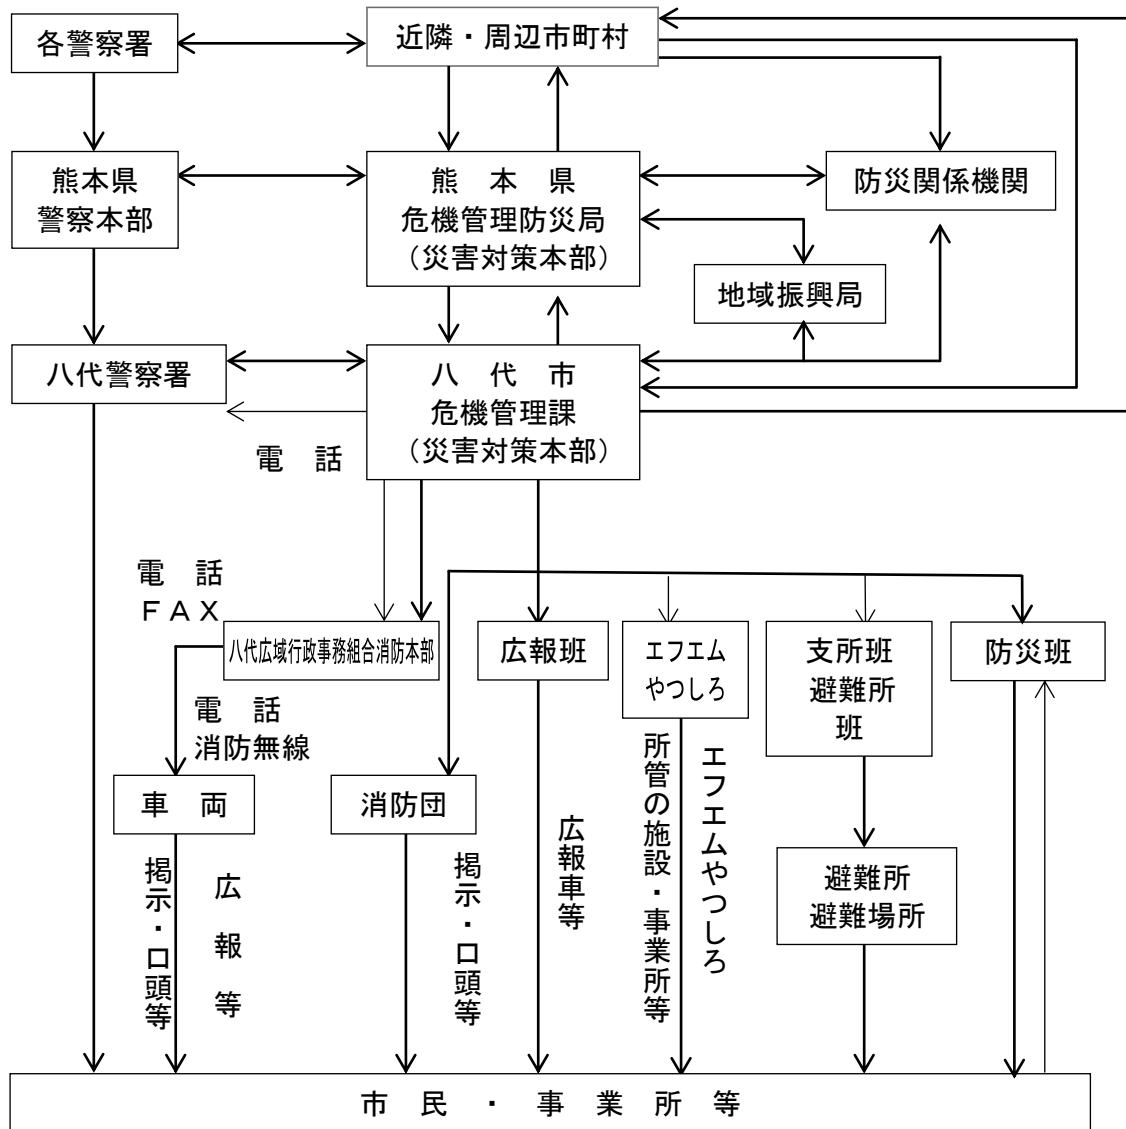 各警察署
近隣・周辺市町村
熊本県
警察本部
熊　本　県
危機管理防災局
（災害対策本部）
防災関係機関
地域振興局
八代警察署
八　代　市
危機管理課
（災害対策本部）
電　話
電　話
ＦＡＸ
八代広域行政事務組合消防本部
広報班
エフエム
やつしろ
支所班
避難所
班
防災班
電　話
消防無線
車　両
消防団
掲示・口頭等
広報等
掲示・口頭等
広報車等
所管の施設・事業所等
エフエムやつしろ
避難所
避難場所
市　民　・　事　業　所　等